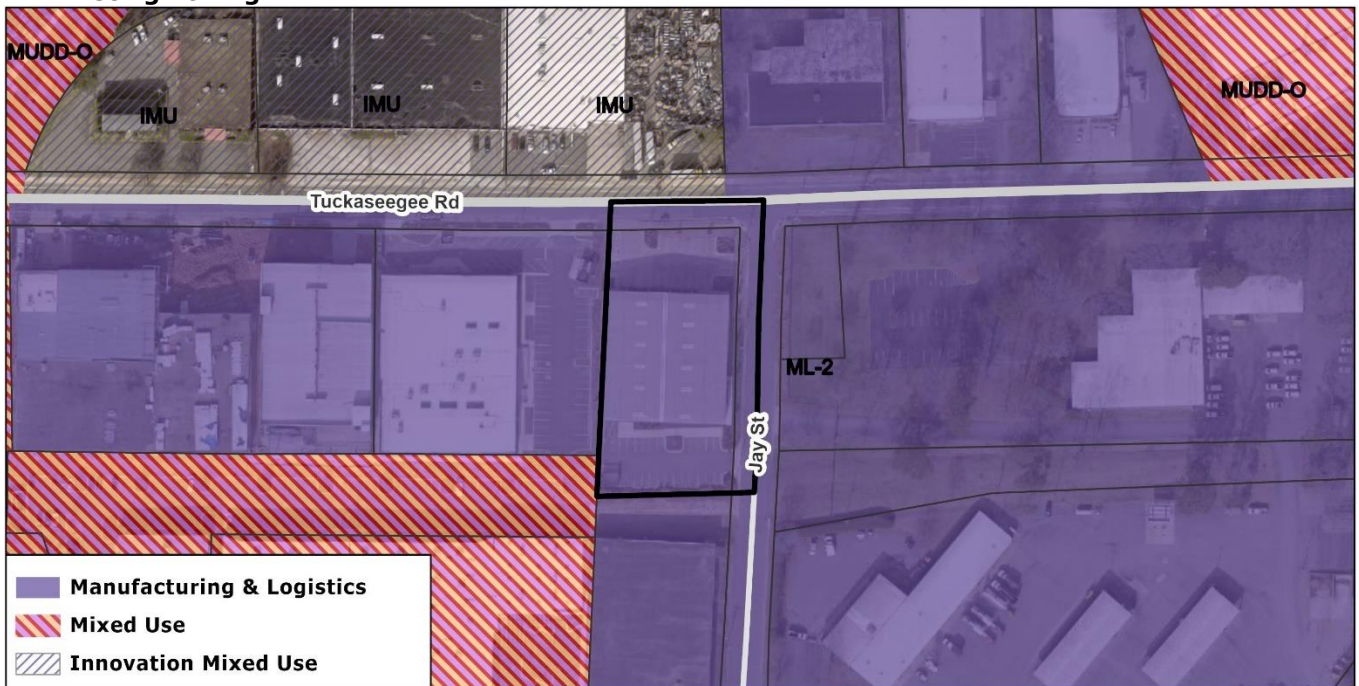 MUDD-O
IMU
IMU
IMU
MUDD-O
Tuckaseegee Rd
ML-2
Jay St
Manufacturing & Logistics
Mixed Use
Innovation Mixed Use